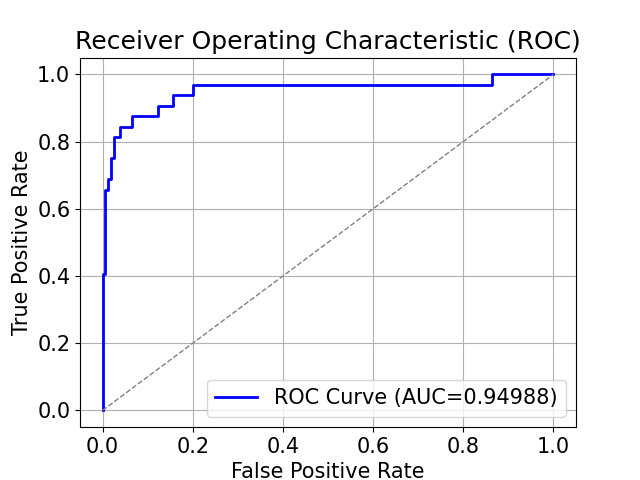 Receiver Operating Characteristic (ROC)
1.0
0.8
0.6
0.4
0.2
0.0
True Positive Rate
ROC Curve (AUC=0.94988)
0.0 0.2 0.4 0.6 0.8 1.0
False Positive Rate